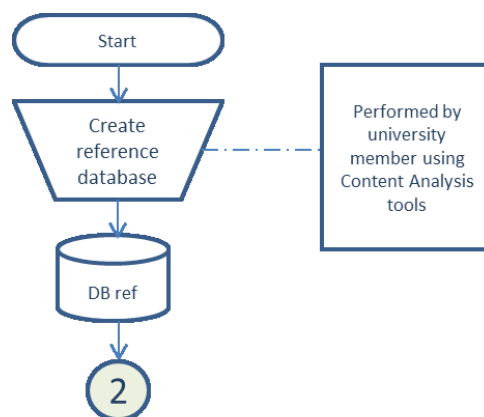 Start
Create
reference
database
Performed by
university
member using
Content Analysis
tools
DB ref
2